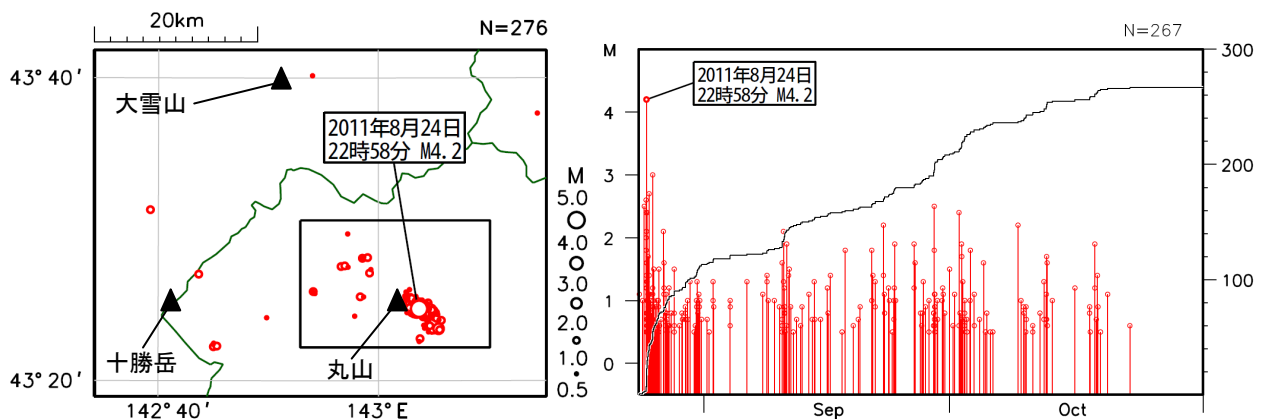 20km
N=276
43°40′
大雪山
2011年8月24日
22時58分 M4.2
M
5.0
4.0
3.0
2.0
1.0
0.5
十勝岳
丸山
43°20′
142°40′
143°E
N=267
M
300
2011年8月24日
22時58分 M4.2
4
3
200
2
1
100
0
Sep
Oct